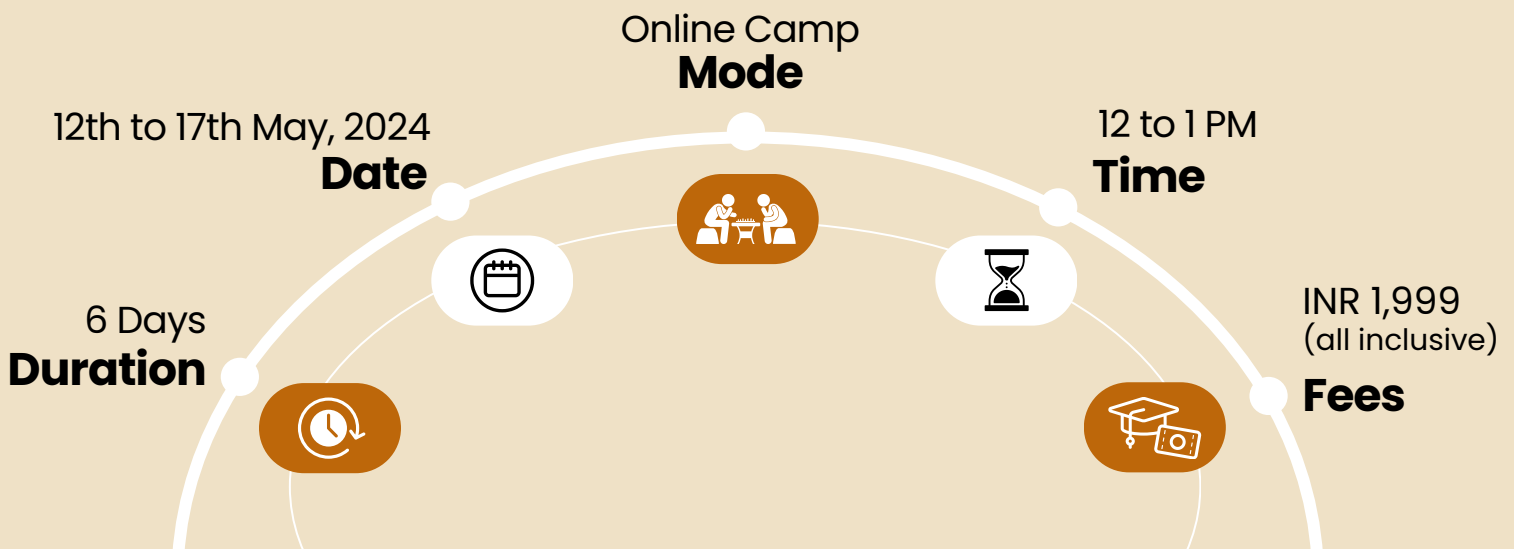 Online Camp
Mode
12th to 17th May, 2024
Date
12 to 1 PM
Time
6 Days
Duration
INR 1,999
(all inclusive)
Fees